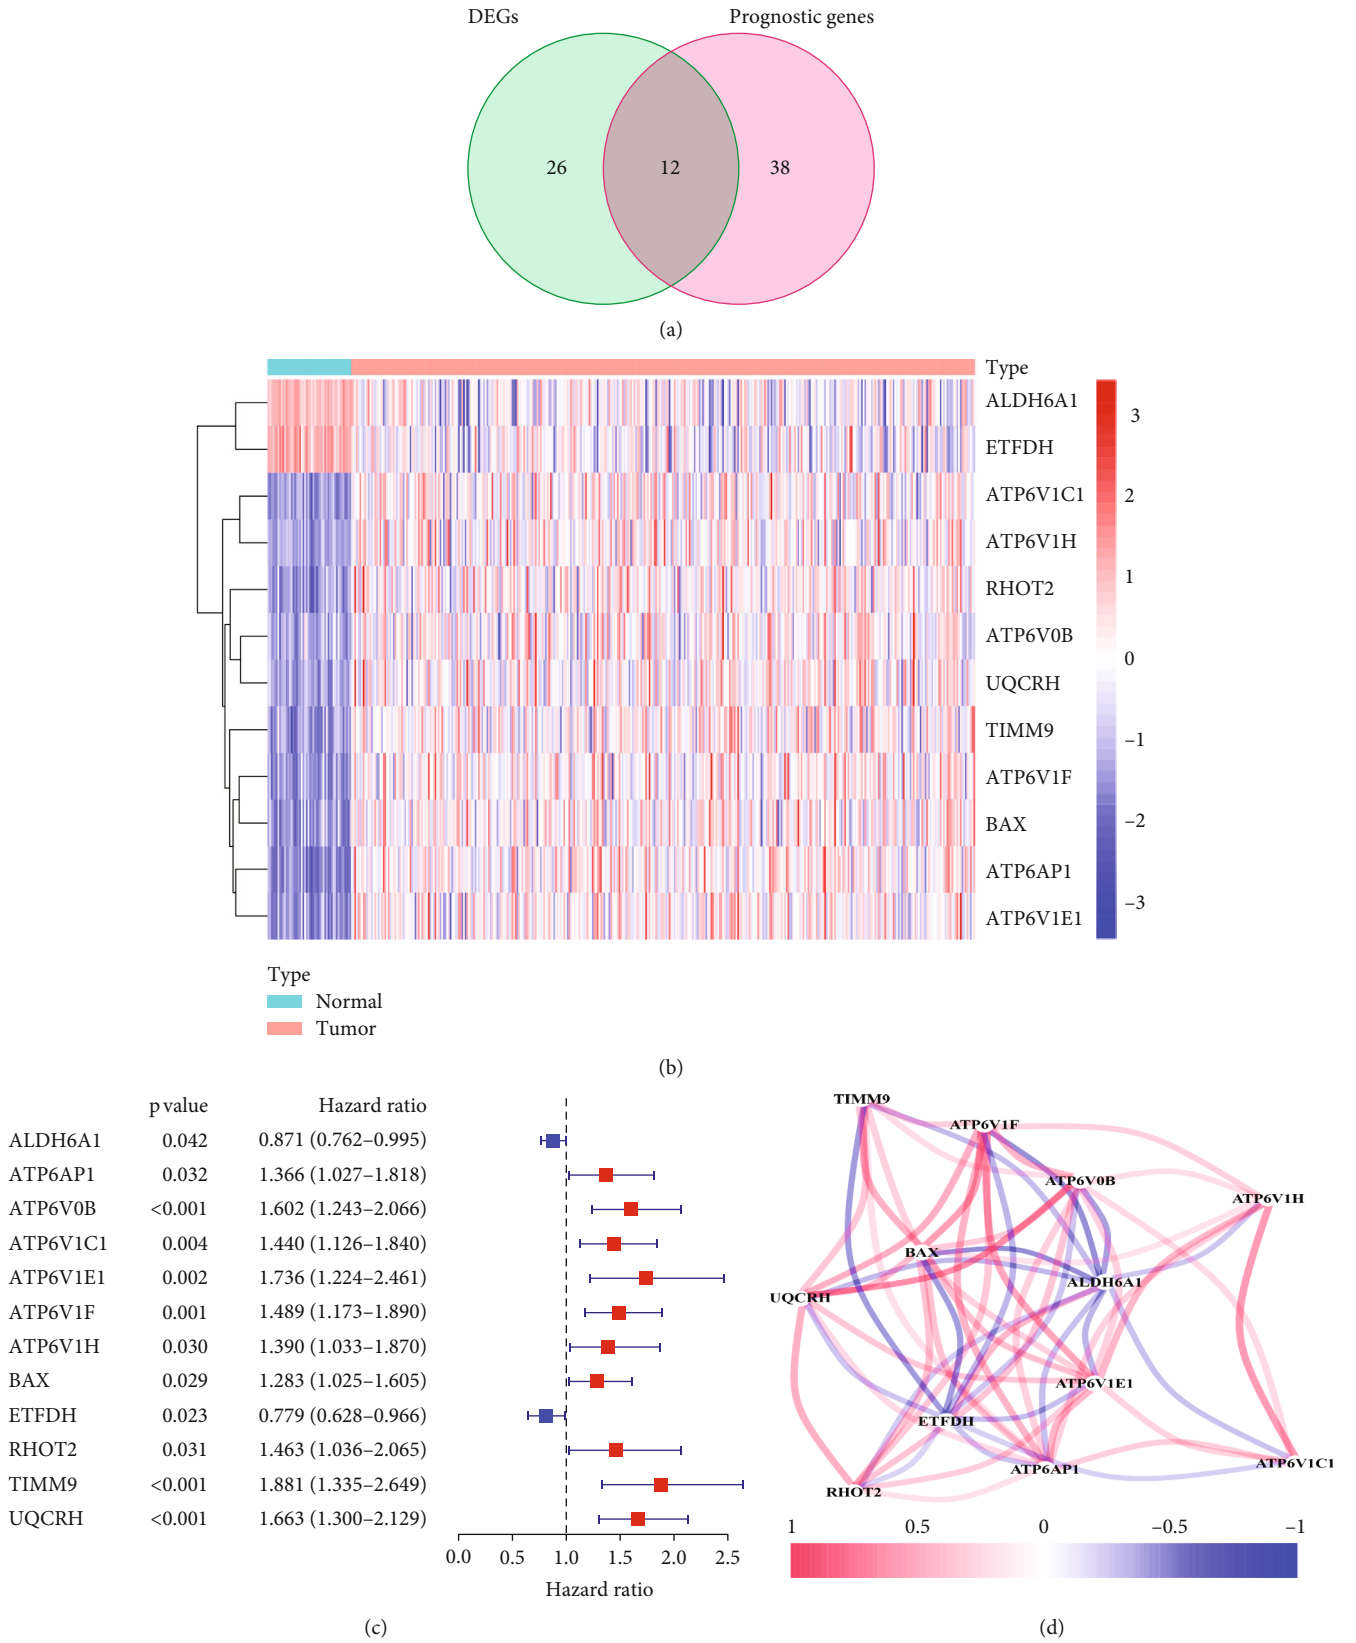 DEGs
Prognostic genes
26
12
38
(a)
Type
ALDH6A1
ETFDH
ATP6V1C1
ATP6V1H
RHOT2
ATP6V0B
UQCRH
TIMM9
ATP6V1F
BAX
ATP6AP1
ATP6V1E1
3
2
1
0
–1
–2
–3
Type
Normal
Tumor
(b)
p value Hazard ratio
ALDH6A1 0.042 0.871 (0.762–0.995)
ATP6AP1 0.032 1.366 (1.027–1.818)
ATP6V0B <0.001 1.602 (1.243–2.066)
ATP6V1C1 0.004 1.440 (1.126–1.840)
ATP6V1E1 0.002 1.736 (1.224–2.461)
ATP6V1F 0.001 1.489 (1.173–1.890)
ATP6V1H 0.030 1.390 (1.033–1.870)
BAX 0.029 1.283 (1.025–1.605)
ETFDH 0.023 0.779 (0.628–0.966)
RHOT2 0.031 1.463 (1.036–2.065)
TIMM9 <0.001 1.881 (1.335–2.649)
UQCRH <0.001 1.663 (1.300–2.129)
0.0 0.5 1.0 1.5 2.0 2.5
Hazard ratio
(c)
TIMM9
ATP6V1F
ATP6V0B
ATP6V1H
BAX
ALDH6A1
UQCRH
ATP6V1E1
ETFDH
ATP6AP1
ATP6V1C1
RHOT2
1 0.5 0 –0.5 –1
(d)